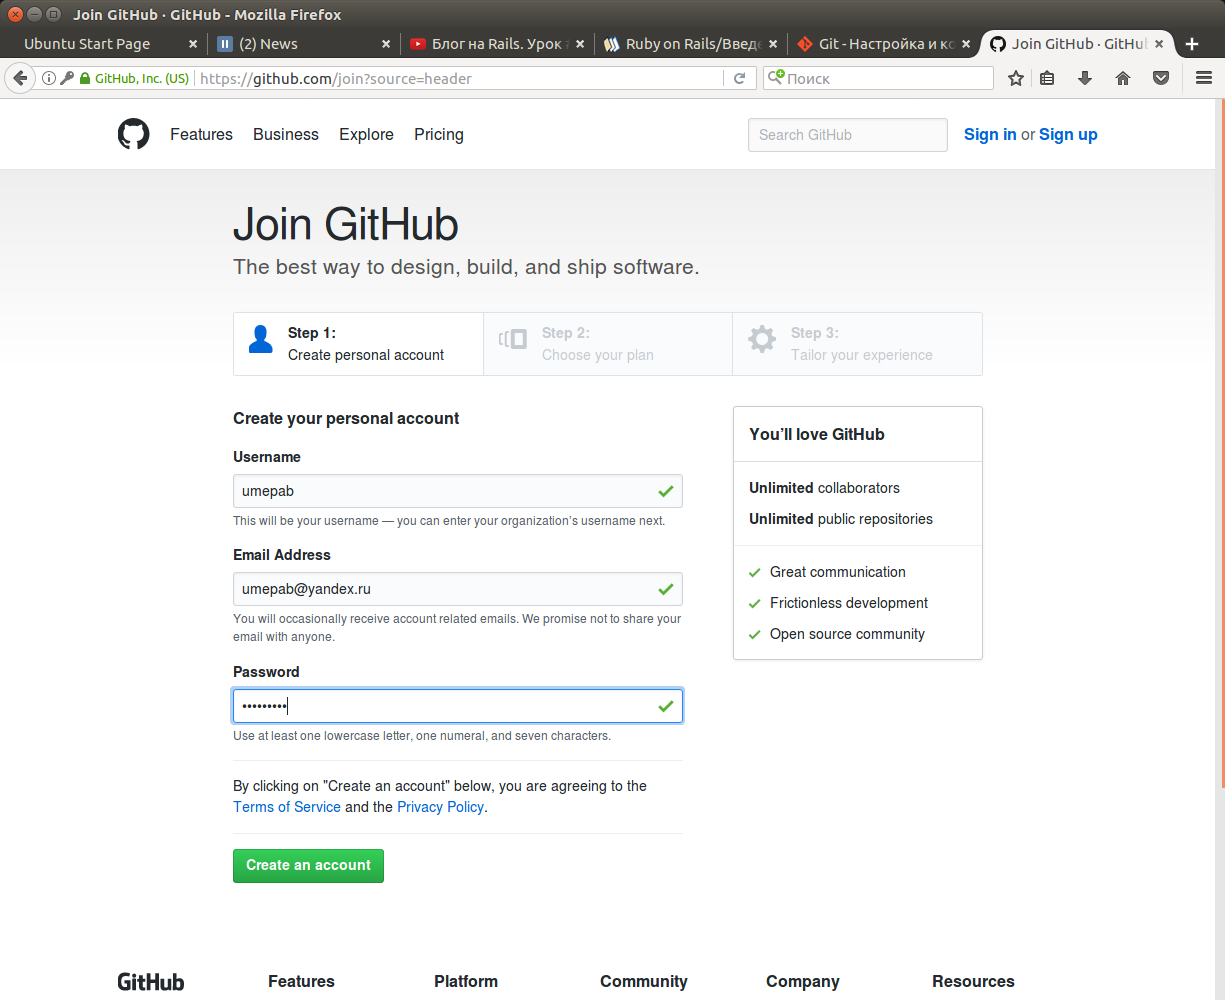 Join GitHub · GitHub - Mozilla Firefox
Ubuntu Start Page
(2) News
Блог на Rails. Урок
Ruby on Rails/Введе
Git - Настройка и ко
Join GitHub · GitHub
GitHub, Inc. (US)
https://github.com/join?source=header
Поиск
Features
Business
Explore
Pricing
Search GitHub
Sign in or Sign up
Join GitHub
The best way to design, build, and ship software.
Step 1:
Create personal account
Step 2:
Choose your plan
Step 3:
Tailor your experience
Create your personal account
Username
umepab
This will be your username — you can enter your organization’s username next.
Email Address
umepab@yandex.ru
You will occasionally receive account related emails. We promise not to share your
email with anyone.
Password
•••••••••
Use at least one lowercase letter, one numeral, and seven characters.
By clicking on "Create an account" below, you are agreeing to the
Terms of Service and the Privacy Policy.
Create an account
You’ll love GitHub
Unlimited collaborators
Unlimited public repositories
Great communication
Frictionless development
Open source community
GitHub
Features
Platform
Community
Company
Resources